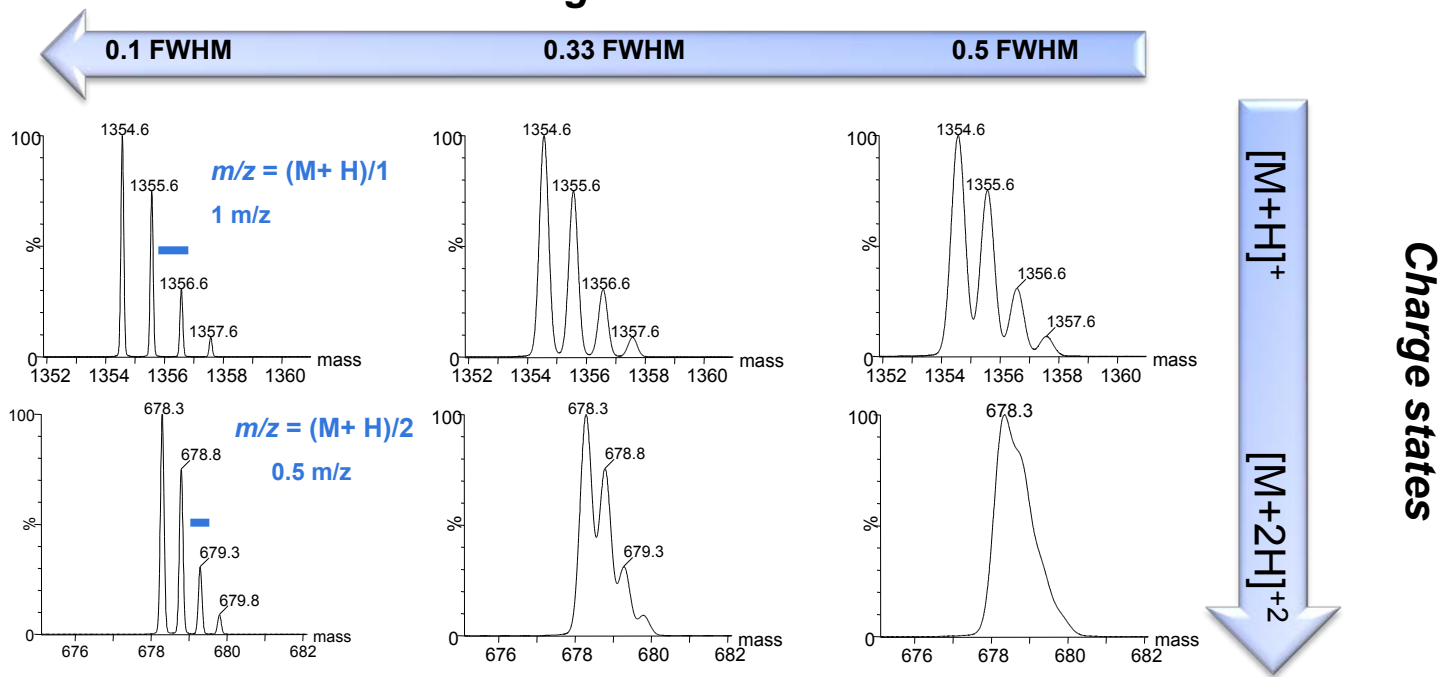 0.1 FWHM 0.33 FWHM 0.5 FWHM
100 1354.6 1355.6 1356.6 1357.6
m/z = (M+ H)/1
1 m/z
%
0
1352 1354 1356 1358 1360 mass
100 1354.6 1355.6 1356.6 1357.6
%
0
1352 1354 1356 1358 1360 mass
100 1354.6 1355.6 1356.6 1357.6
%
0
1352 1354 1356 1358 1360 mass
100 678.3 678.8 679.3 679.8
m/z = (M+ H)/2
0.5 m/z
%
0
676 678 680 682 mass
100 678.3 678.8 679.3
%
0
676 678 680 682 mass
100 678.3
%
0
676 678 680 682 mass
[M+H]+
[M+2H]+2
Charge states